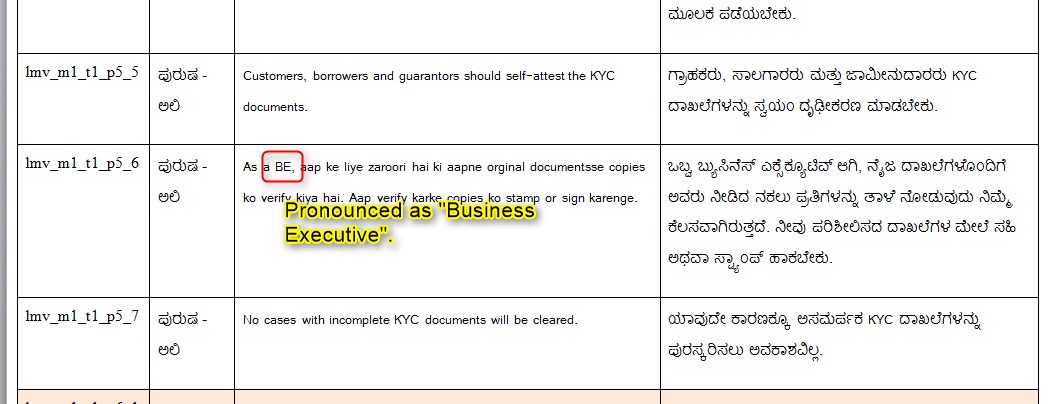 ಮೂಲಕ ಪಡೆಯಬೇಕು.
lmv_m1_t1_p5_5
ಪುರುಷ -
ಅಲಿ
Customers, borrowers and guarantors should self-attest the KYC
documents.
ಗ್ರಾಹಕರು, ಸಾಲಗಾರರು ಮತ್ತು ಜಾಮೀನುದಾರರು KYC
ದಾಖಲೆಗಳನ್ನು ಸ್ವಯಂ ದೃಢೀಕರಣ ಮಾಡಬೇಕು.
lmv_m1_t1_p5_6
ಪುರುಷ -
ಅಲಿ
As a BE, aap ke liye zaroori hai ki aapne orginal documentsse copies
ko verify kiya hai. Aap verify karke copies ko stamp or sign karenge.
Pronounced as "Business
Executive".
ಒಬ್ಬ ಬ್ಯುಸಿನೆಸ್ ಎಕ್ಸೆಕ್ಯೂಟಿವ್ ಆಗಿ, ನೈಜ ದಾಖಲೆಗಳೊಂದಿಗೆ
ಅವರು ನೀಡಿದ ನಕಲು ಪ್ರತಿಗಳನ್ನು ತಾಳೆ ನೋಡುವುದು ನಿಮ್ಮ
ಕೆಲಸವಾಗಿರುತ್ತದೆ. ನೀವು ಪರಿಶೀಲಿಸದ ದಾಖಲೆಗಳ ಮೇಲೆ ಸಹಿ
ಅಥವಾ ಸ್ಟ್ಯಾಂಪ್ ಹಾಕಬೇಕು.
lmv_m1_t1_p5_7
ಪುರುಷ -
ಅಲಿ
No cases with incomplete KYC documents will be cleared.
ಯಾವುದೇ ಕಾರಣಕ್ಕೂ ಅಸಮರ್ಪಕ KYC ದಾಖಲೆಗಳನ್ನು
ಪುರಸ್ಕರಿಸಲು ಅವಕಾಶವಿಲ್ಲ.